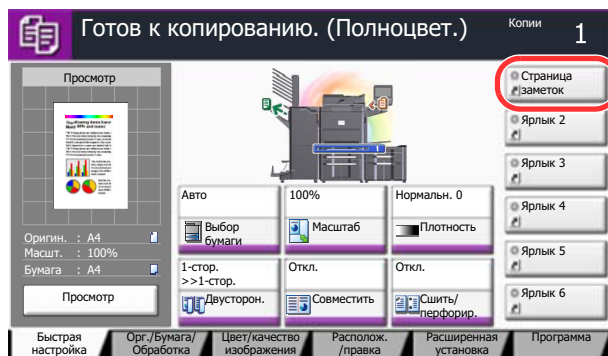 Готов к копированию. (Полноцвет.)
Копии
1
Просмотр
Оригин. : A4
Масшт. : 100%
Бумага : A4
Просмотр
Авто
Выбор
бумаги
100%
Масштаб
Нормальн. 0
Плотность
1-стор.
>>1-стор.
Двусторон.
Откл.
Совместить
Откл.
Сшить/
перфорир.
Страница
заметок
Ярлык 2
Ярлык 3
Ярлык 4
Ярлык 5
Ярлык 6
Быстрая
настройка
Орг./Бумага/
Обработка
Цвет/качество
изображения
Располож.
/правка
Расширенная
установка
Программа